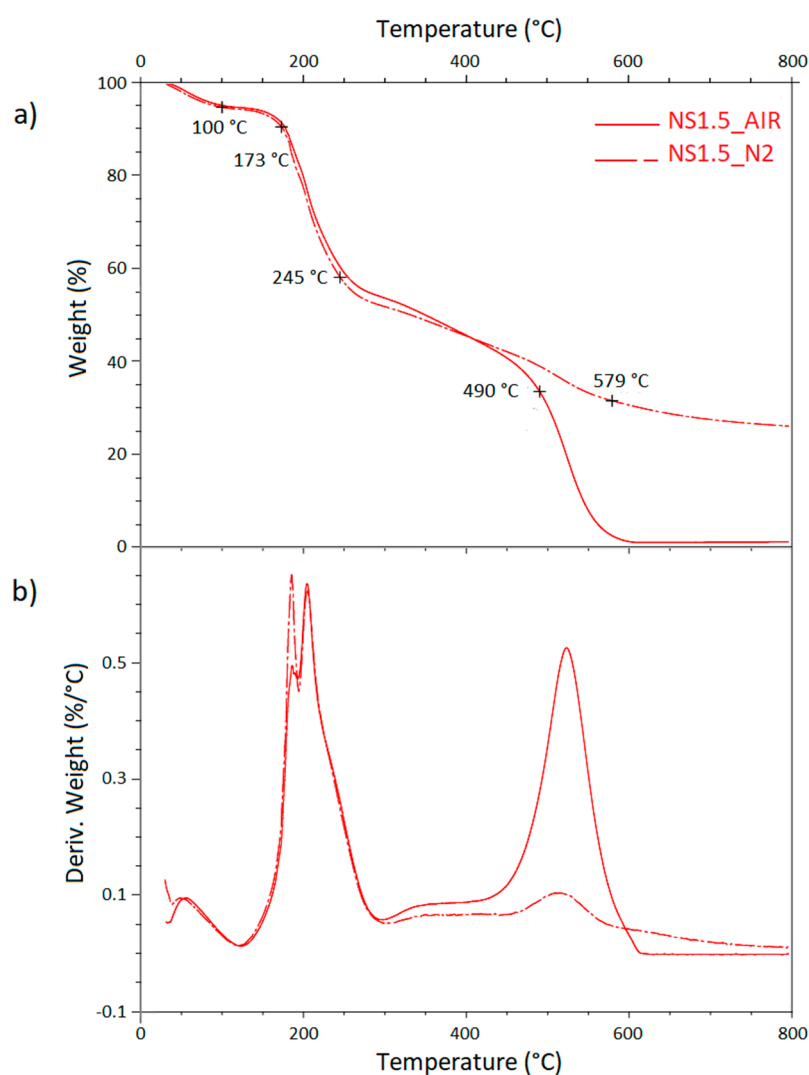 Temperature (°C)
0 200 400 600 800
a)
100
80
60
40
20
0
Weight (%)
NS1.5_AIR
NS1.5_N2
100 °C
173 °C
245 °C
490 °C
579 °C
b)
0.5
0.3
0.1
-0.1
Deriv. Weight (%/°C)
0 200 400 600 800
Temperature (°C)